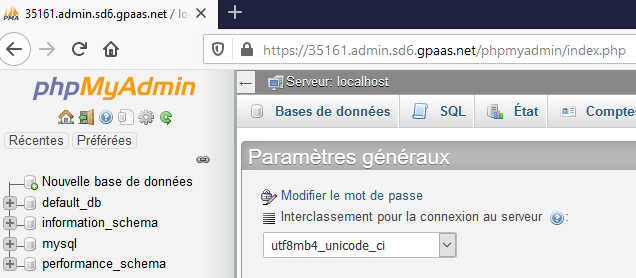 PMA 35161.admin.sd6.gpaas.net / lo
https://35161.admin.sd6.gpaas.net/phpmyadmin/index.php
phpMyAdmin
Récentes Préférées
Nouvelle base de données
default_db
information_schema
mysql
performance_schema
Serveur: localhost
Bases de données SQL État Comptes
Paramètres généraux
Modifier le mot de passe
Interclassement pour la connexion au serveur :
utf8mb4_unicode_ci